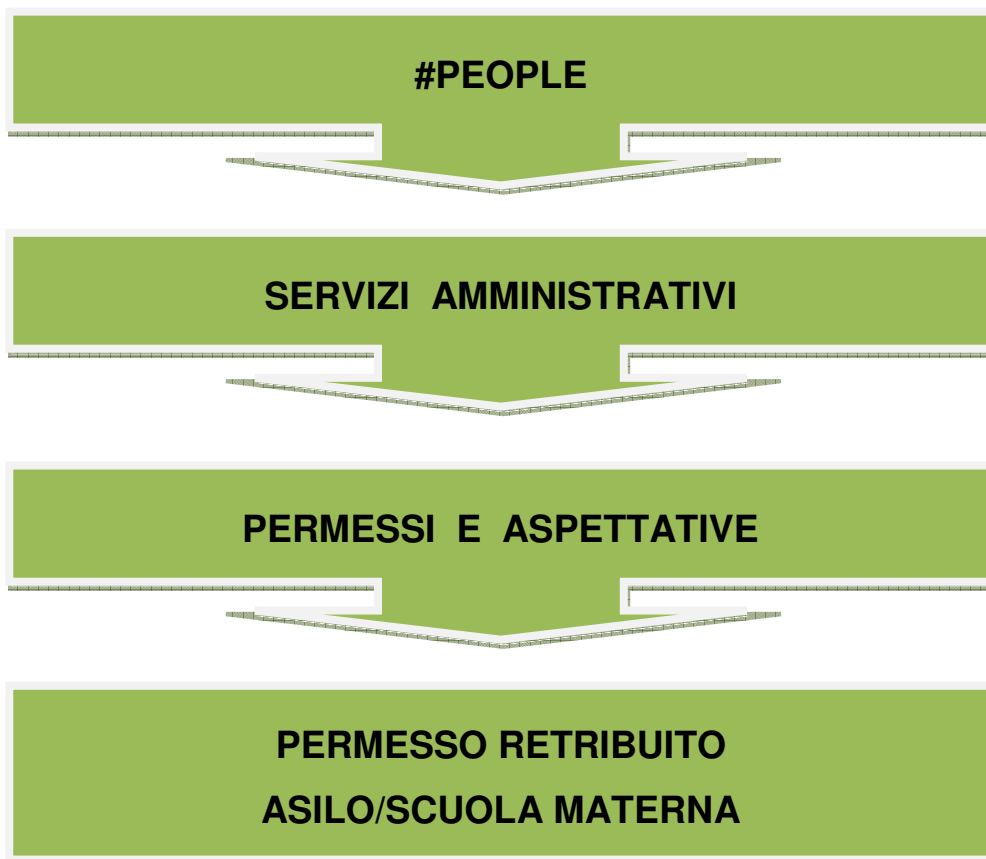 #PEOPLE
SERVIZI AMMINISTRATIVI
PERMESSI E ASPETTATIVE
PERMESSO RETRIBUITO
ASILO/SCUOLA MATERNA